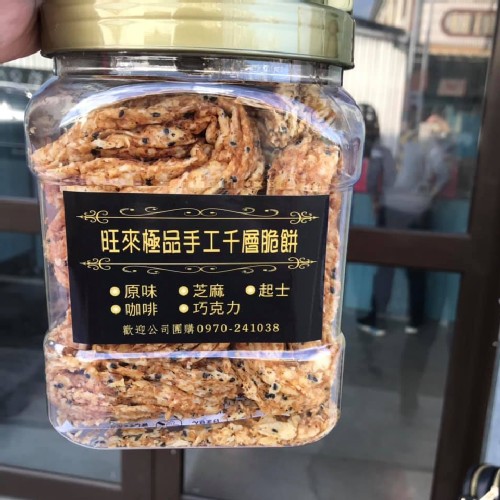 旺來極品手工千層脆餅
原味 芝麻 起士
咖啡 巧克力
歡迎公司團購0970-241038